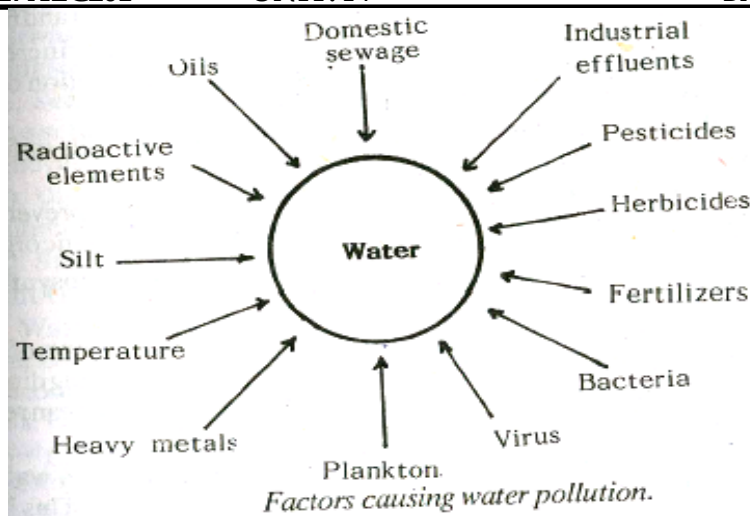 Domestic
sewage
Industrial
effluents
Oils
Pesticides
Radioactive
elements
Herbicides
Water
Silt
Fertilizers
Temperature
Bacteria
Heavy metals
Virus
Plankton.
Factors causing water pollution.